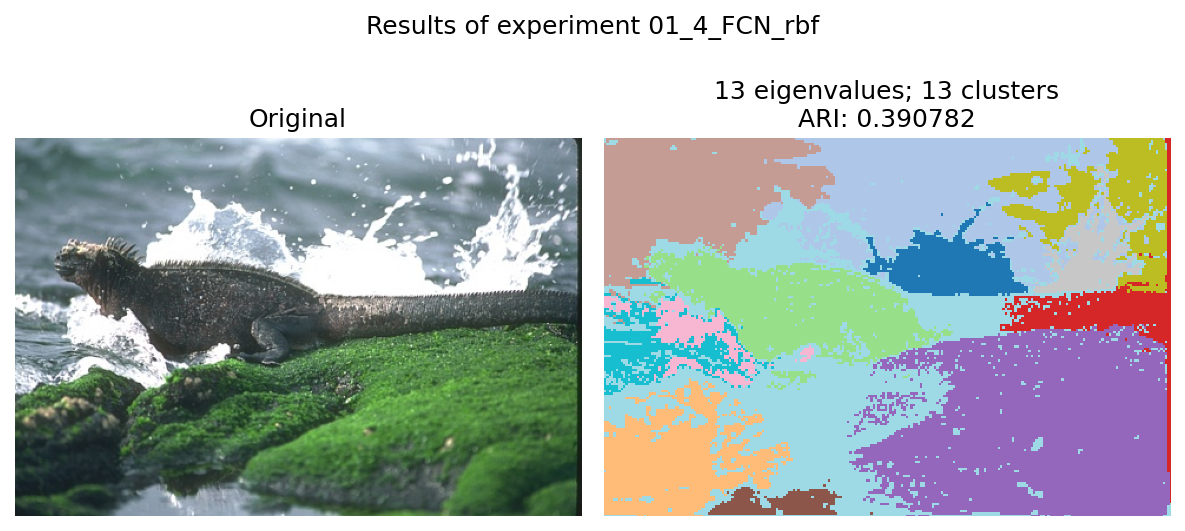 Results of experiment 01_4_FCN_rbf
Original
13 eigenvalues; 13 clusters
ARI: 0.390782